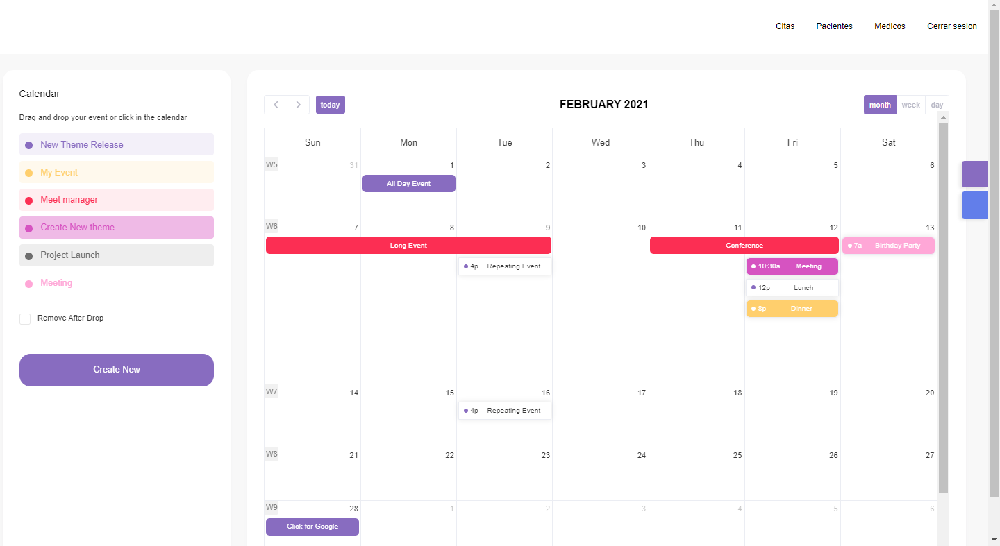 Citas Pacientes Medicos Cerrar sesion
Calendar
Drag and drop your event or click in the calendar
New Theme Release
My Event
Meet manager
Create New theme
Project Launch
Meeting
Remove After Drop
Create New
today FEBRUARY 2021 month week day
Sun Mon Tue Wed Thu Fri Sat
W5 31 1 2 3 4 5 6
All Day Event
W6 7 8 9 10 11 12 13
Long Event Conference 7a Birthday Party
4p Repeating Event 10:30a Meeting
12p Lunch
8p Dinner
W7 14 15 16 17 18 19 20
4p Repeating Event
W8 21 22 23 24 25 26 27
W9 28 1 2 3 4 5 6
Click for Google